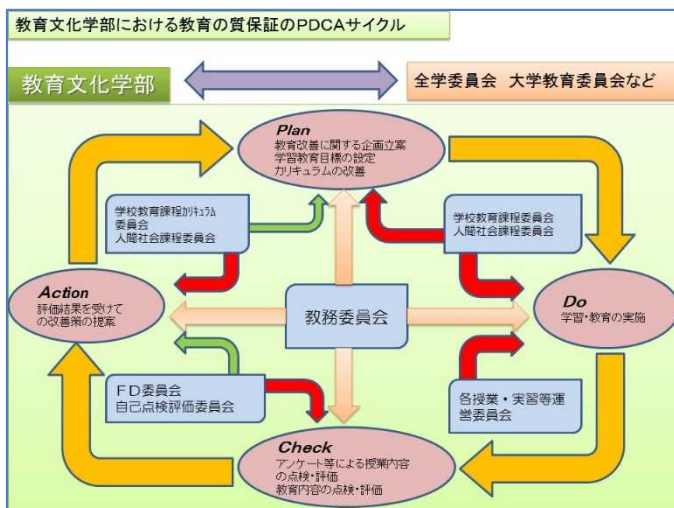 教育文化学部における教育の質保証のPDCAサイクル
教育文化学部
全学委員会 大学教育委員会など
Plan
教育改善に関する企画立案
学習教育目標の設定
カリキュラムの改善
学校教育課程ｶﾘｷｭﾗﾑ
委員会
人間社会課程委員会
学校教育課程委員会
人間社会課程委員会
Action
評価結果を受けて
の改善策の提案
教務委員会
Do
学習・教育の実施
ＦＤ委員会
自己点検評価委員会
各授業・実習等運
営委員会
Check
アンケート等による授業内容
の点検・評価
教育内容の点検・評価